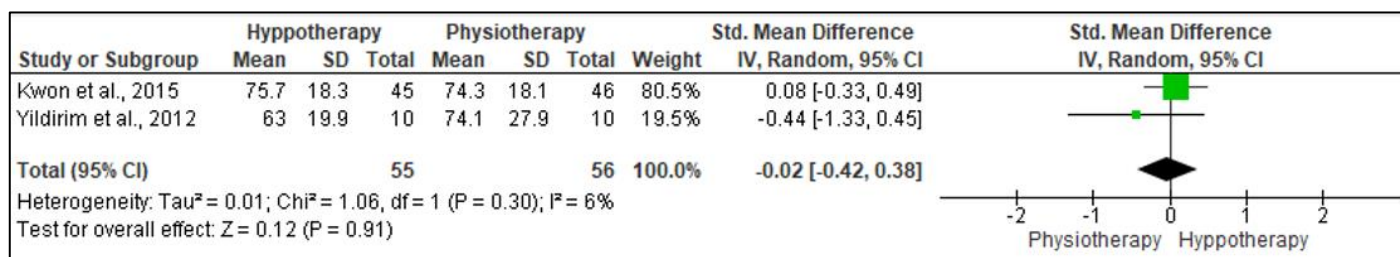 Hyppotherapy Physiotherapy Std. Mean Difference Std. Mean Difference
Study or Subgroup Mean SD Total Mean SD Total Weight IV, Random, 95% CI IV, Random, 95% CI
Kwon et al., 2015 75.7 18.3 45 74.3 18.1 46 80.5% 0.08 [-0.33, 0.49]
Yildirim et al., 2012 63 19.9 10 74.1 27.9 10 19.5% -0.44 [-1.33, 0.45]
Total (95% CI) 55 56 100.0% -0.02 [-0.42, 0.38]
Heterogeneity: Tau² = 0.01; Chi² = 1.06, df = 1 (P = 0.30); I² = 6%
Test for overall effect: Z = 0.12 (P = 0.91)
-2 -1 0 1 2
Physiotherapy Hyppotherapy